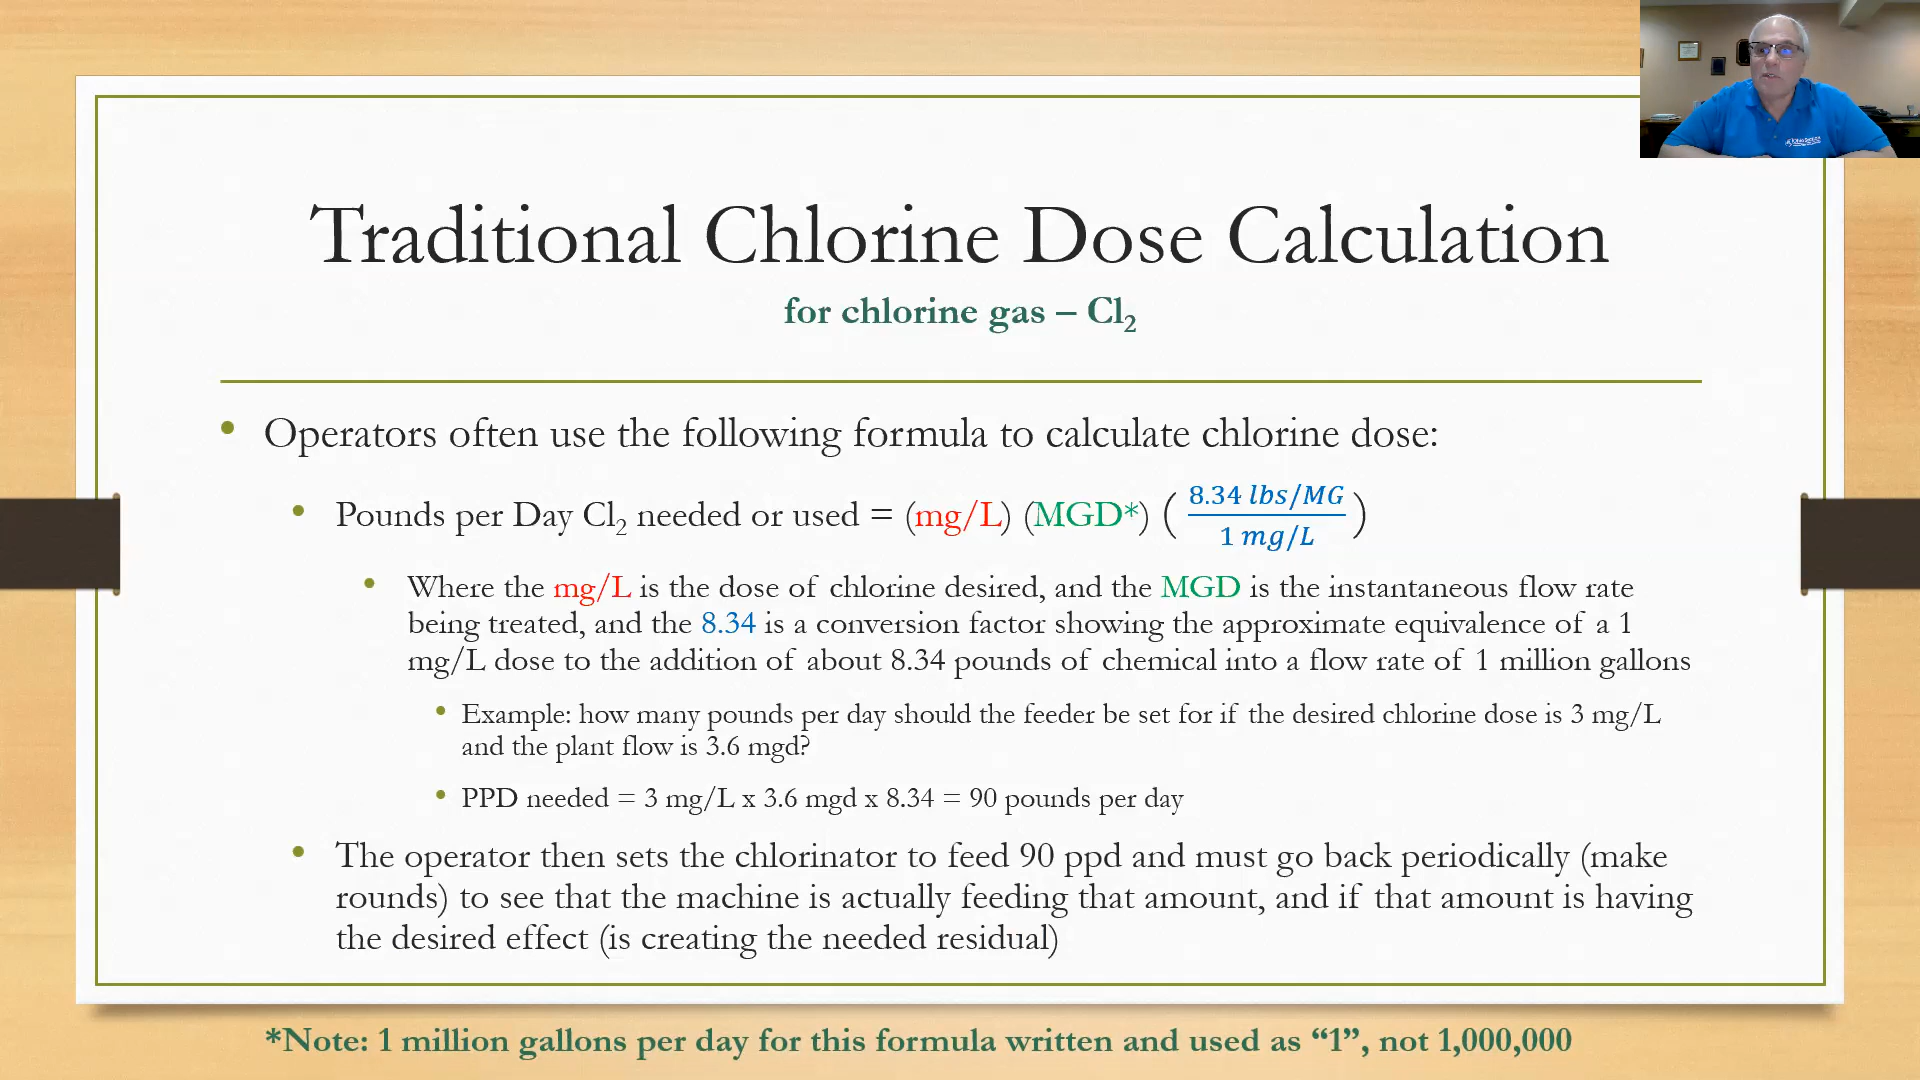 Traditional Chlorine Dose Calculation
for chlorine gas – Cl₂
• Operators often use the following formula to calculate chlorine dose:
• Pounds per Day Cl₂ needed or used = (mg/L) (MGD*) ( 8.34 lbs/MG / 1 mg/L )
• Where the mg/L is the dose of chlorine desired, and the MGD is the instantaneous flow rate
being treated, and the 8.34 is a conversion factor showing the approximate equivalence of a 1
mg/L dose to the addition of about 8.34 pounds of chemical into a flow rate of 1 million gallons
• Example: how many pounds per day should the feeder be set for if the desired chlorine dose is 3 mg/L
and the plant flow is 3.6 mgd?
• PPD needed = 3 mg/L x 3.6 mgd x 8.34 = 90 pounds per day
• The operator then sets the chlorinator to feed 90 ppd and must go back periodically (make
rounds) to see that the machine is actually feeding that amount, and if that amount is having
the desired effect (is creating the needed residual)
*Note: 1 million gallons per day for this formula written and used as “1”, not 1,000,000